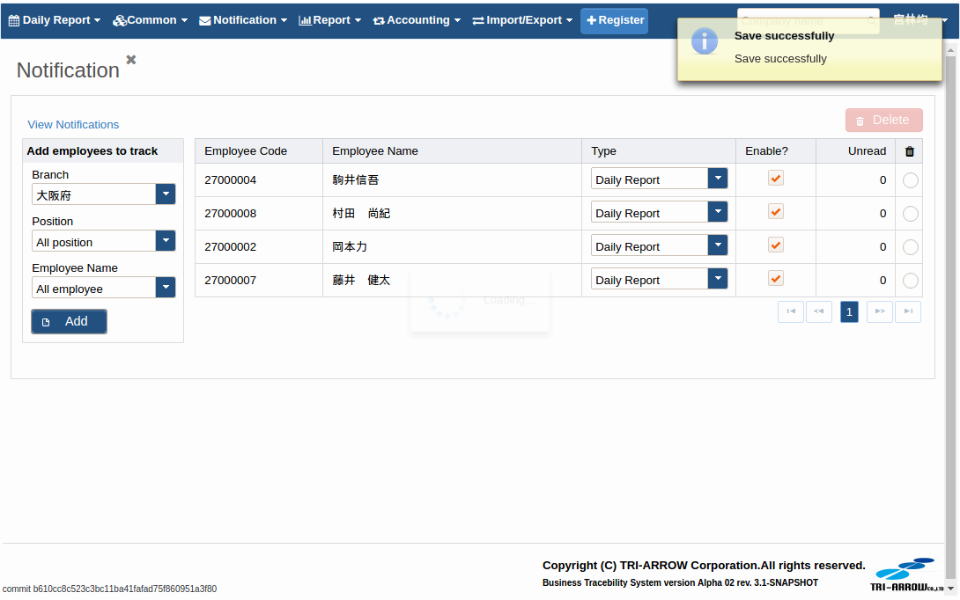 Daily Report Common Notification Report Accounting Import/Export Register Company name
Save successfully
Save successfully
Notification
View Notifications
Delete
Add employees to track
Branch
大阪府
Position
All position
Employee Name
All employee
Add
Employee Code Employee Name Type Enable? Unread
27000004 駒井信吾 Daily Report 0
27000008 村田 尚紀 Daily Report 0
27000002 岡本力 Daily Report 0
27000007 藤井 健太 Daily Report 0
Loading...
1
Copyright (C) TRI-ARROW Corporation.All rights reserved.
Business Tracebility System version Alpha 02 rev. 3.1-SNAPSHOT
TRI-ARROW CO.,LTD
commit b610cc8c523c3bc11ba41fafad75f860951a3f80